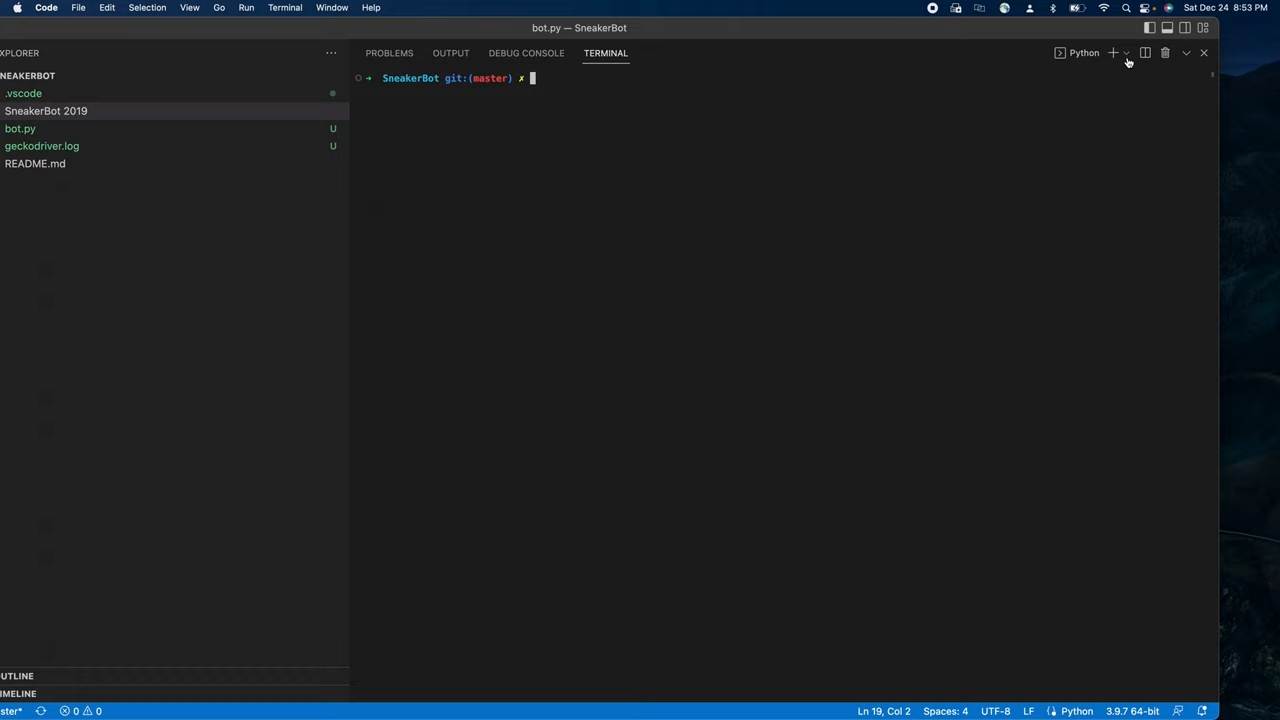 Code File Edit Selection View Go Run Terminal Window Help Sat Dec 24 8:53 PM
bot.py — SneakerBot
XPLORER ··· PROBLEMS OUTPUT DEBUG CONSOLE TERMINAL Python
NEAKERBOT
→ SneakerBot git:(master) ✗
.vscode
SneakerBot 2019
bot.py U
geckodriver.log U
README.md
UTLINE
IMELINE
ster* 0 0 Ln 19, Col 2 Spaces: 4 UTF-8 LF Python 3.9.7 64-bit